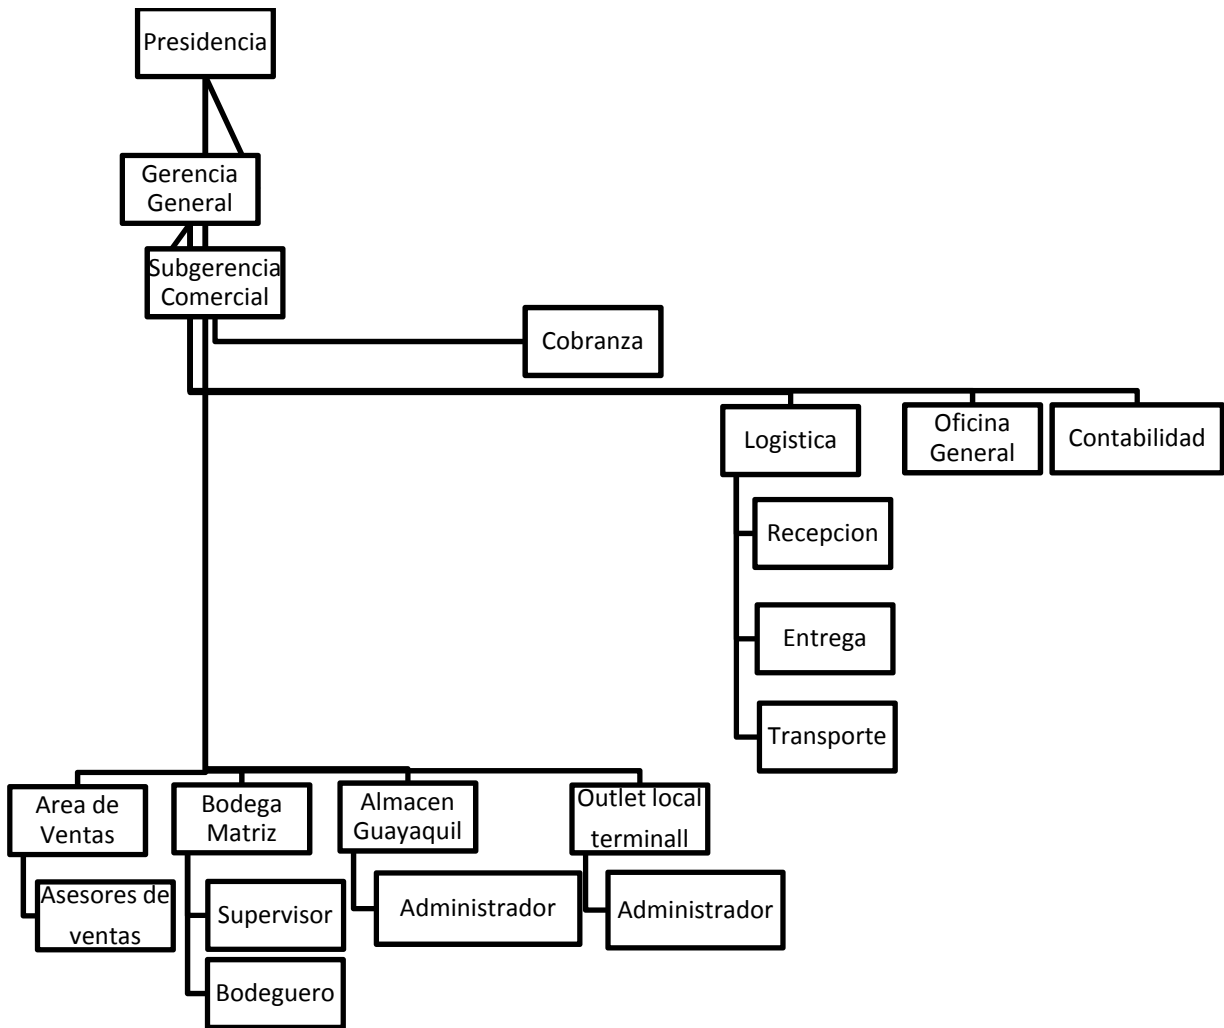 Presidencia
Gerencia
General
Subgerencia
Comercial
Cobranza
Logistica
Oficina
General
Contabilidad
Recepcion
Entrega
Transporte
Area de
Ventas
Bodega
Matriz
Almacen
Guayaquil
Outlet local
terminall
Asesores de
ventas
Supervisor
Administrador
Administrador
Bodeguero